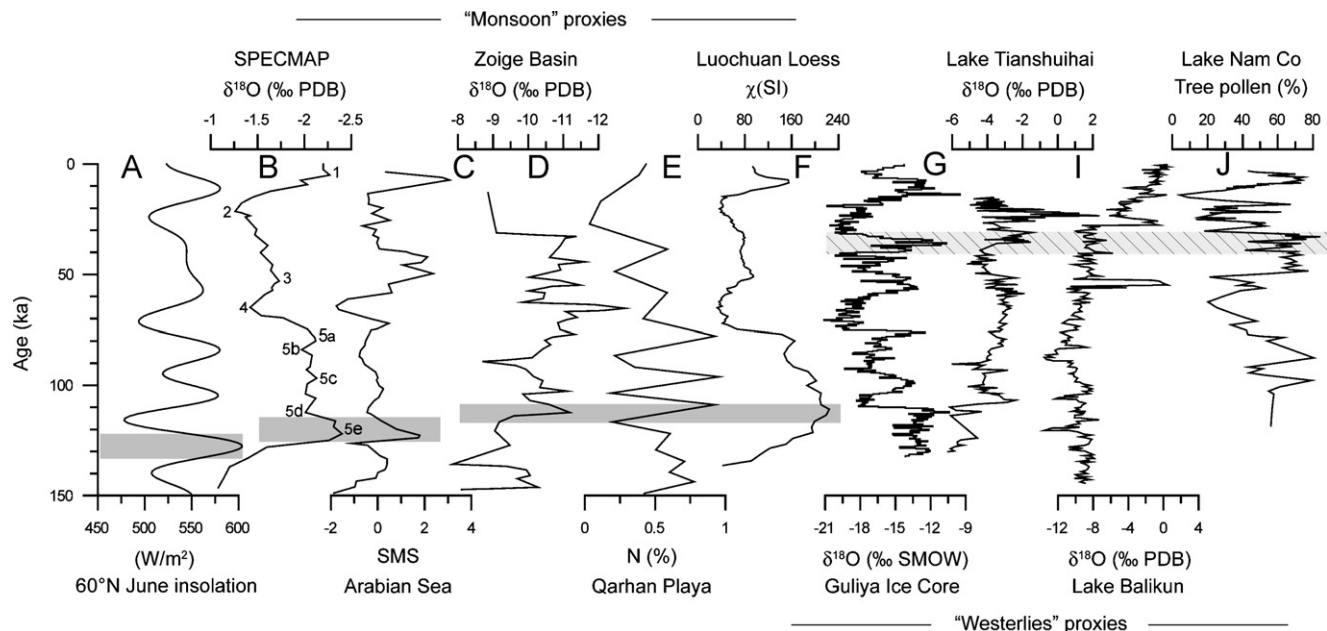 "Monsoon" proxies
SPECMAP
δ¹⁸O (‰ PDB)
-1 -1.5 -2 -2.5
Zoige Basin
δ¹⁸O (‰ PDB)
-8 -9 -10 -11 -12
Luochuan Loess
χ(SI)
0 80 160 240
Lake Tianshuihai
δ¹⁸O (‰ PDB)
-6 -4 -2 0 2
Lake Nam Co
Tree pollen (%)
0 20 40 60 80
A B C D E F G I J
0
50
100
150
Age (ka)
1
2
3
4
5a
5b
5c
5d
5e
450 500 550 600
(W/m²)
60°N June insolation
-2 0 2 4
SMS
Arabian Sea
0 0.5 1
N (%)
Qarhan Playa
-21 -18 -15 -12 -9
δ¹⁸O (‰ SMOW)
Guliya Ice Core
-12 -8 -4 0 4
δ¹⁸O (‰ PDB)
Lake Balikun
"Westerlies" proxies